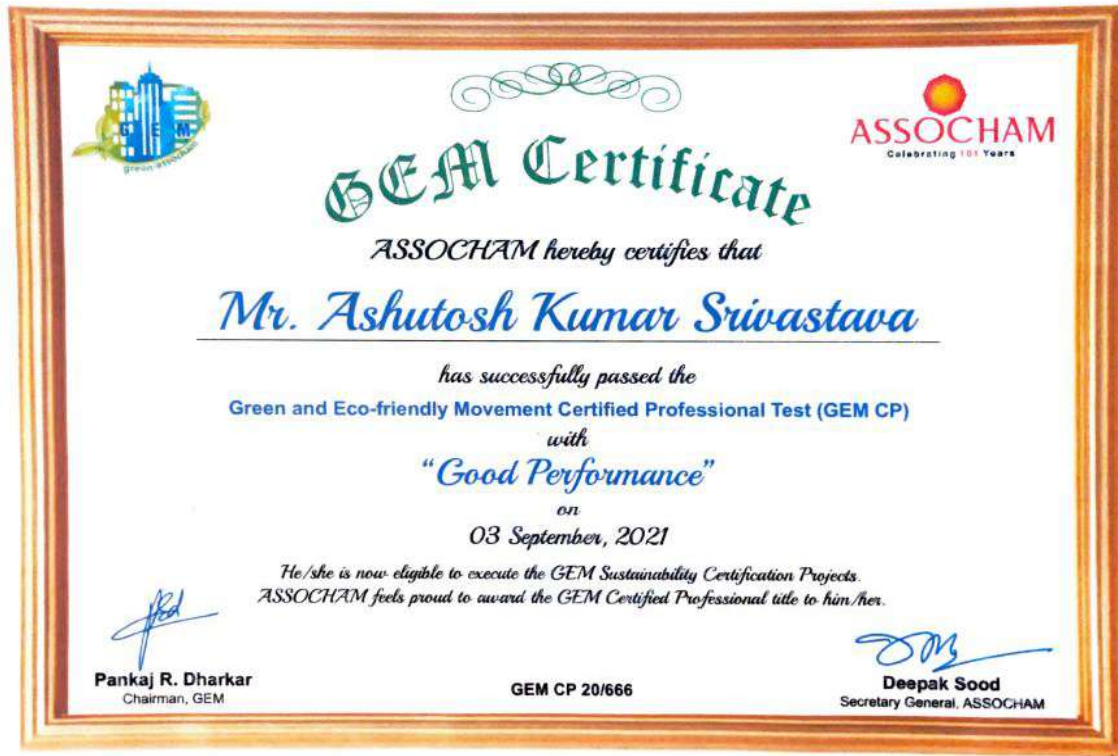 GEM
green assocham
ASSOCHAM
Celebrating 101 Years
GEM Certificate
ASSOCHAM hereby certifies that
Mr. Ashutosh Kumar Srivastava
has successfully passed the
Green and Eco-friendly Movement Certified Professional Test (GEM CP)
with
“Good Performance”
on
03 September, 2021
He/she is now eligible to execute the GEM Sustainability Certification Projects.
ASSOCHAM feels proud to award the GEM Certified Professional title to him/her.
Pankaj R. Dharkar
Chairman, GEM
GEM CP 20/666
Deepak Sood
Secretary General, ASSOCHAM